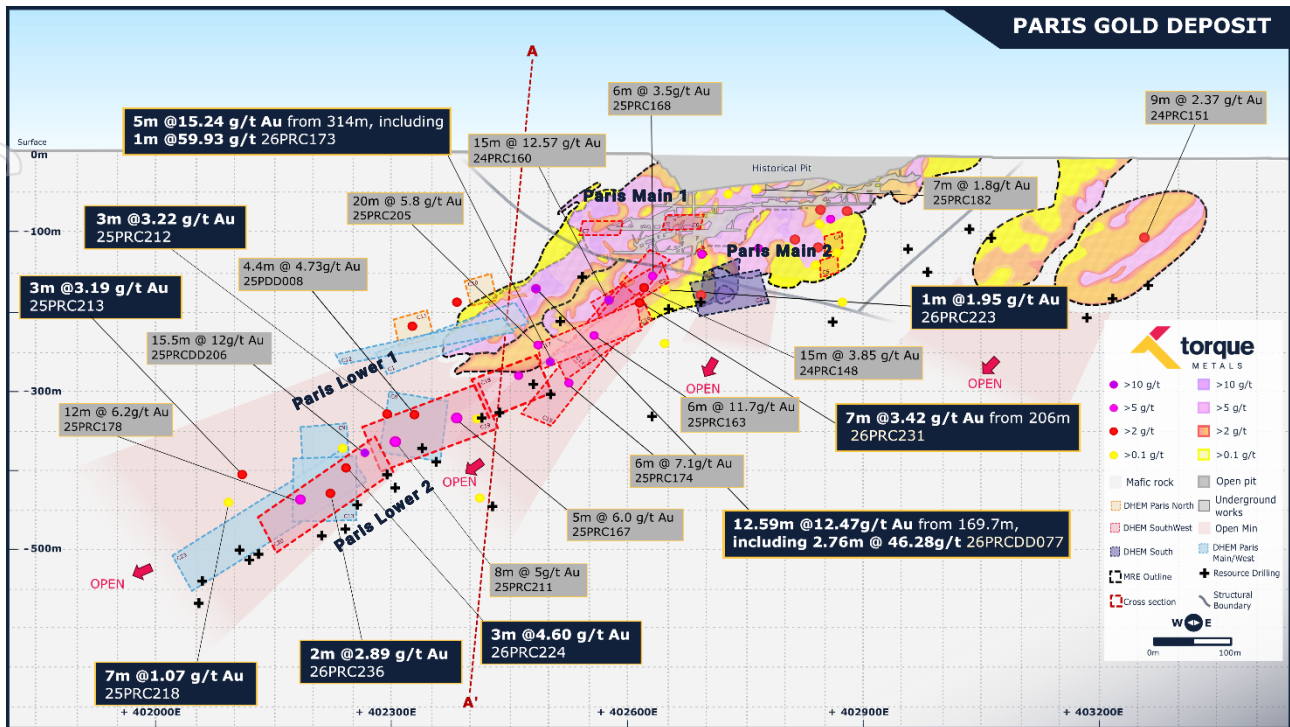 PARIS GOLD DEPOSIT
A
6m @ 3.5g/t Au
25PRC168
9m @ 2.37 g/t Au
24PRC151
5m @15.24 g/t Au from 314m, including
1m @59.93 g/t 26PRC173
15m @ 12.57 g/t Au
24PRC160
Surface
0m
Historical Pit
7m @ 1.8g/t Au
25PRC182
Paris Main 1
20m @ 5.8 g/t Au
25PRC205
3m @3.22 g/t Au
25PRC212
-100m
Paris Main 2
4.4m @ 4.73g/t Au
25PDD008
3m @3.19 g/t Au
25PRC213
1m @1.95 g/t Au
26PRC223
15.5m @ 12g/t Au
25PRCDD206
Paris Lower 1
15m @ 3.85 g/t Au
24PRC148
OPEN
OPEN
-300m
12m @ 6.2g/t Au
25PRC178
6m @ 11.7g/t Au
25PRC163
7m @3.42 g/t Au from 206m
26PRC231
6m @ 7.1g/t Au
25PRC174
OPEN
Paris Lower 2
5m @ 6.0 g/t Au
25PRC167
12.59m @12.47g/t Au from 169.7m,
including 2.76m @ 46.28g/t 26PRCDD077
-500m
OPEN
8m @ 5g/t Au
25PRC211
3m @4.60 g/t Au
26PRC224
2m @2.89 g/t Au
26PRC236
7m @1.07 g/t Au
25PRC218
A'
+ 402000E
+ 402300E
+ 402600E
+ 402900E
+ 403200E
torque
METALS
>10 g/t
>10 g/t
>5 g/t
>5 g/t
>2 g/t
>2 g/t
>0.1 g/t
>0.1 g/t
Mafic rock
Open pit
DHEM Paris North
Underground
works
DHEM SouthWest
Open Min
DHEM South
DHEM Paris
Main/West
MRE Outline
Resource Drilling
Cross section
Structural
Boundary
W E
0m
100m